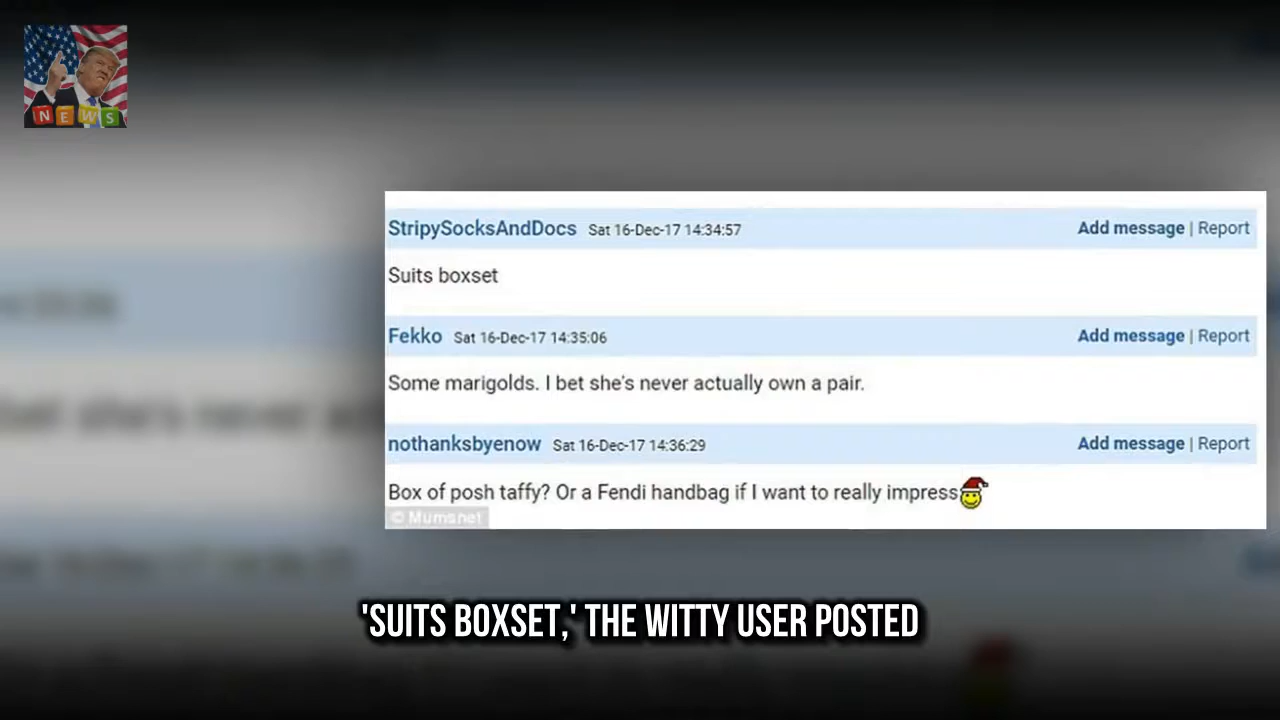 NEWS
StripySocksAndDocs Sat 16-Dec-17 14:34:57 Add message | Report
Suits boxset
Fekko Sat 16-Dec-17 14:35:06 Add message | Report
Some marigolds. I bet she's never actually own a pair.
nothanksbyenow Sat 16-Dec-17 14:36:29 Add message | Report
Box of posh taffy? Or a Fendi handbag if I want to really impress
© Mumsnet
'SUITS BOXSET,' THE WITTY USER POSTED